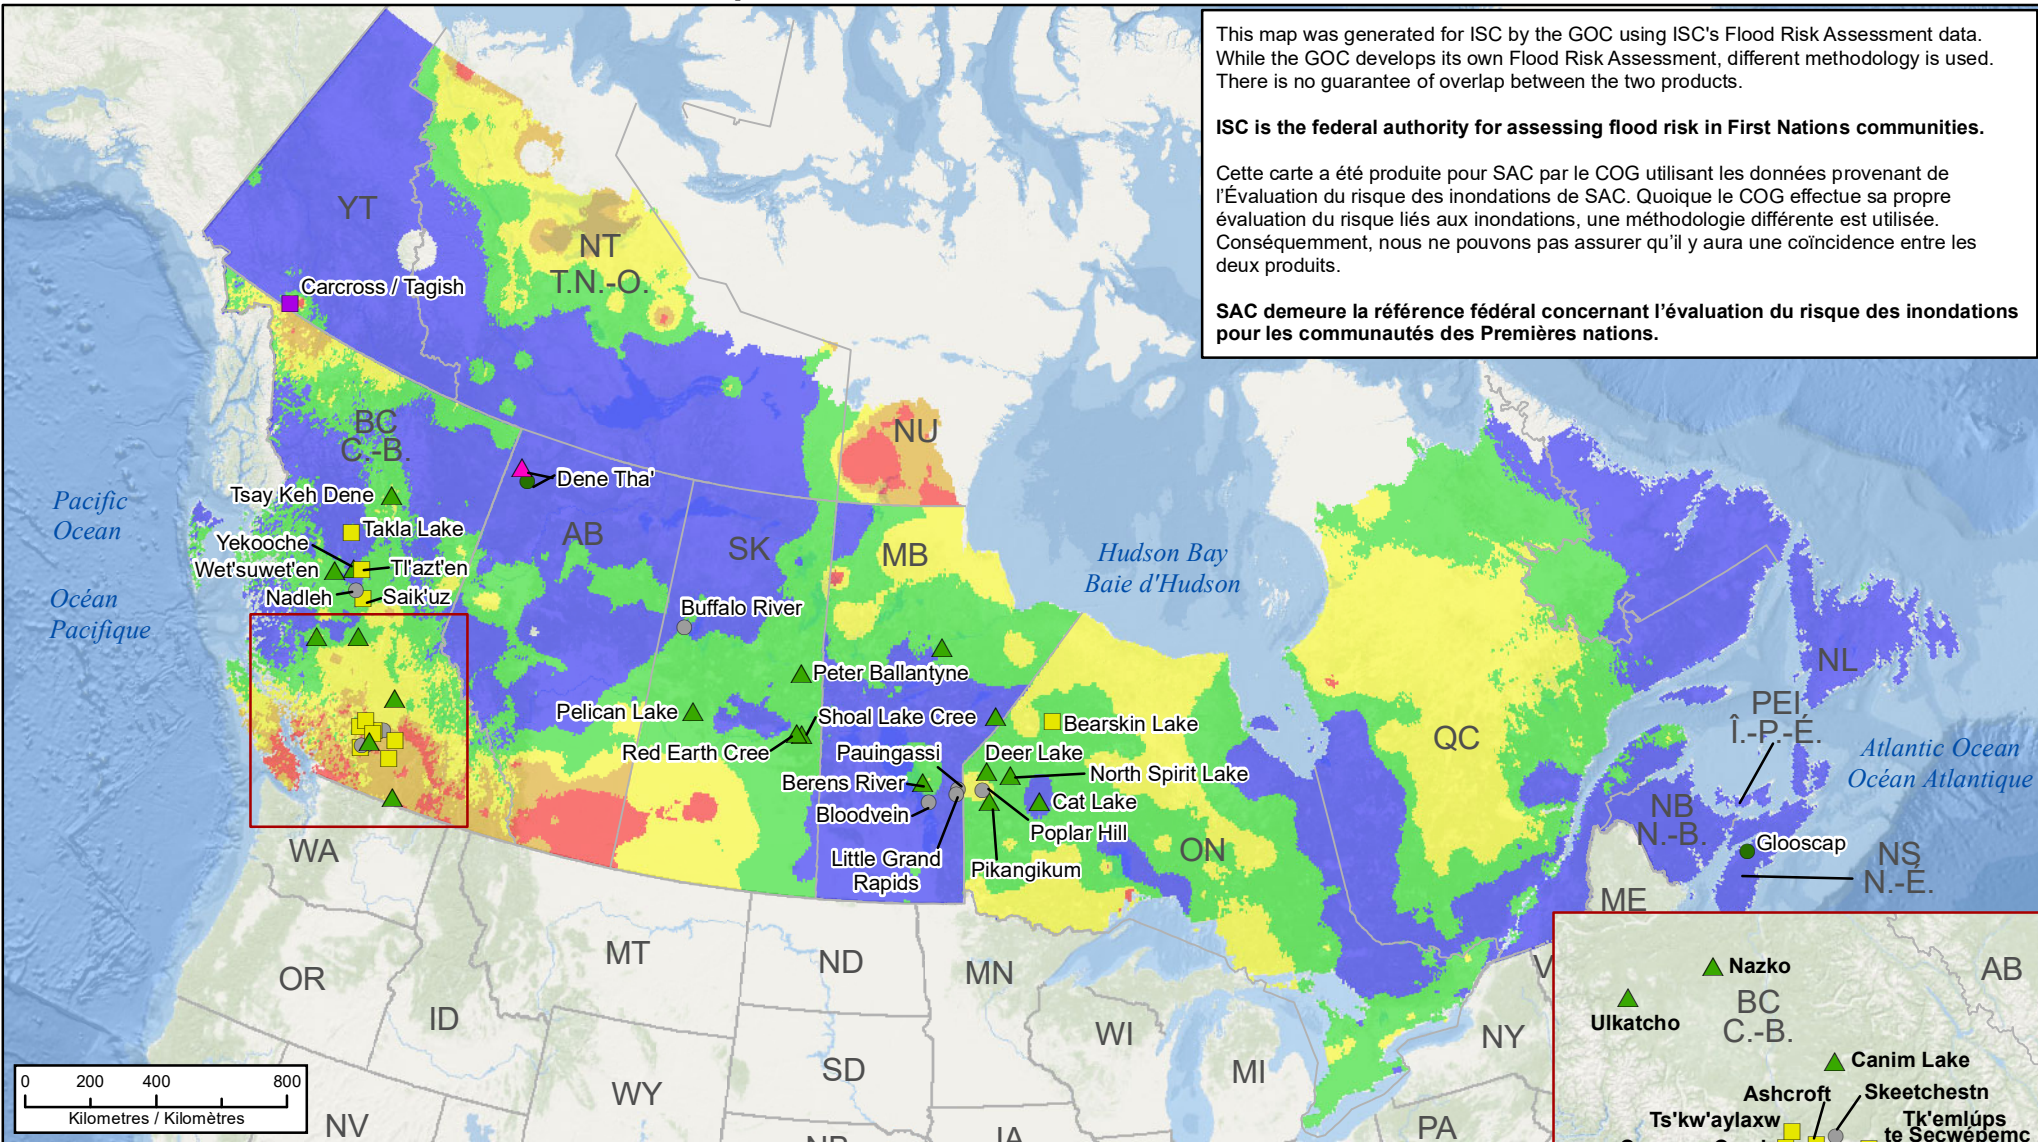 This map was generated for ISC by the GOC using ISC's Flood Risk Assessment data.
While the GOC develops its own Flood Risk Assessment, different methodology is used.
There is no guarantee of overlap between the two products.
ISC is the federal authority for assessing flood risk in First Nations communities.
Cette carte a été produite pour SAC par le COG utilisant les données provenant de
l'Évaluation du risque des inondations de SAC. Quoique le COG effectue sa propre
évaluation du risque liés aux inondations, une méthodologie différente est utilisée.
Conséquemment, nous ne pouvons pas assurer qu'il y aura une coïncidence entre les
deux produits.
SAC demeure la référence fédéral concernant l'évaluation du risque des inondations
pour les communautés des Premières nations.
YT
NT
T.N.-O.
Carcross / Tagish
BC
C.-B.
NU
Dene Tha'
Tsay Keh Dene
Pacific
Ocean
Takla Lake
AB
SK
MB
Hudson Bay
Baie d'Hudson
Yekooche
Wet'suwet'en
Tl'azt'en
Nadleh
Saik'uz
Océan
Pacifique
Buffalo River
Peter Ballantyne
NL
Pelican Lake
Shoal Lake Cree
Bearskin Lake
PEI
Î.-P.-É.
QC
Red Earth Cree
Pauingassi
Deer Lake
Atlantic Ocean
Océan Atlantique
North Spirit Lake
Berens River
Cat Lake
Bloodvein
NB
N.-B.
Poplar Hill
Glooscap
WA
ON
Little Grand
Rapids
Pikangikum
NS
N.-É.
ME
MT
ND
MN
OR
ID
Nazko
AB
BC
C.-B.
Ulkatcho
WI
NY
SD
MI
Canim Lake
WY
0 200 400 800
Kilometres / Kilomètres
Ashcroft
Skeetchestn
Ts'kw'aylaxw
Tk'emlúps
te Secwépemc
NV
PA
IA